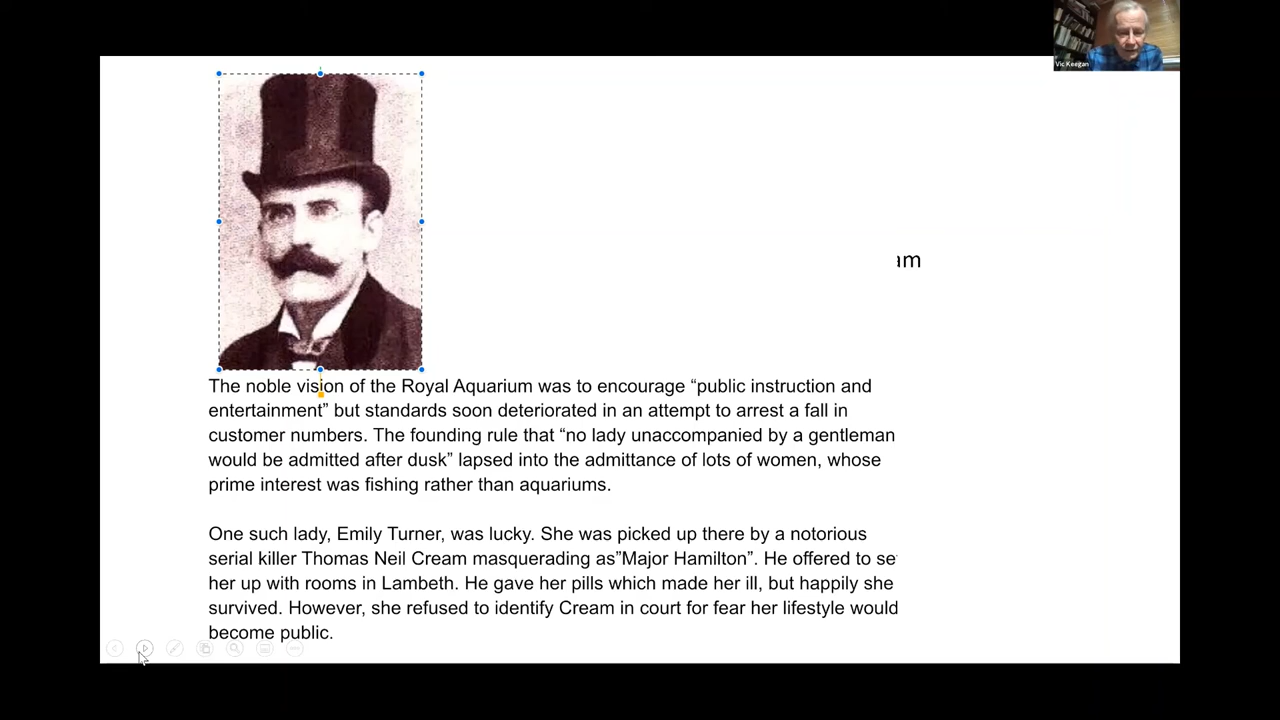 Vic Keegan
am
The noble vision of the Royal Aquarium was to encourage “public instruction and
entertainment” but standards soon deteriorated in an attempt to arrest a fall in
customer numbers. The founding rule that “no lady unaccompanied by a gentleman
would be admitted after dusk” lapsed into the admittance of lots of women, whose
prime interest was fishing rather than aquariums.
One such lady, Emily Turner, was lucky. She was picked up there by a notorious
serial killer Thomas Neil Cream masquerading as”Major Hamilton”. He offered to se
her up with rooms in Lambeth. He gave her pills which made her ill, but happily she
survived. However, she refused to identify Cream in court for fear her lifestyle would
become public.